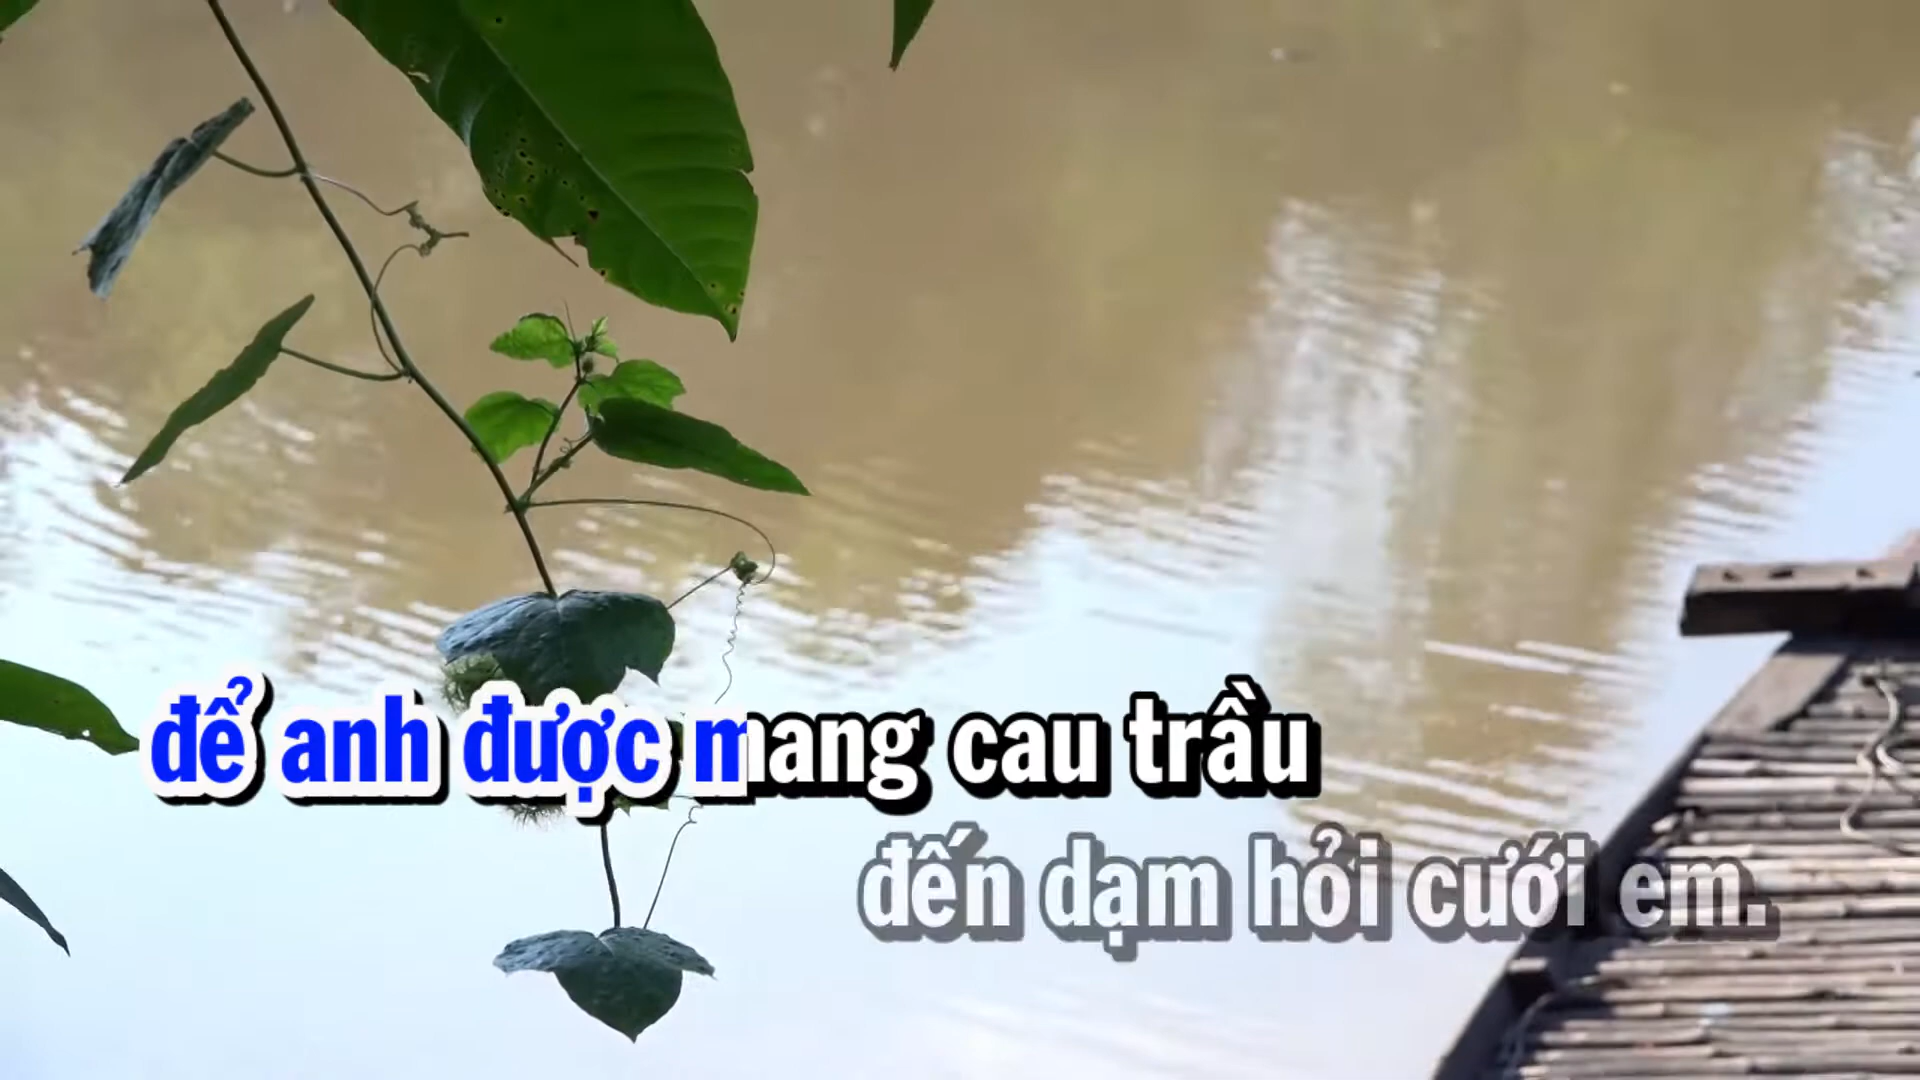 để anh được mang cau trầu
đến dạm hỏi cưới em.